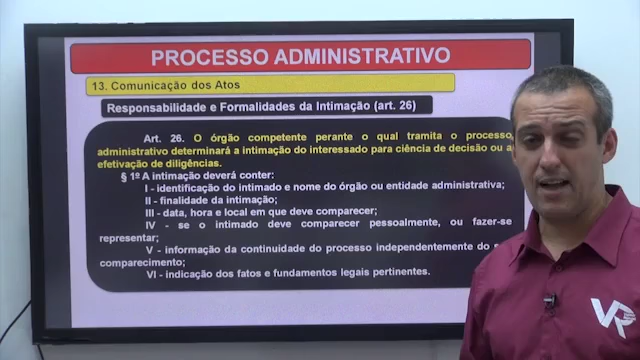 PROCESSO ADMINISTRATIVO
13. Comunicação dos Atos
Responsabilidade e Formalidades da Intimação (art. 26)
Art. 26. O órgão competente perante o qual tramita o processo
administrativo determinará a intimação do interessado para ciência de decisão ou a
efetivação de diligências.
§ 1º A intimação deverá conter:
I - identificação do intimado e nome do órgão ou entidade administrativa;
II - finalidade da intimação;
III - data, hora e local em que deve comparecer;
IV - se o intimado deve comparecer pessoalmente, ou fazer-se
representar;
V - informação da continuidade do processo independentemente do
comparecimento;
VI - indicação dos fatos e fundamentos legais pertinentes.
VP